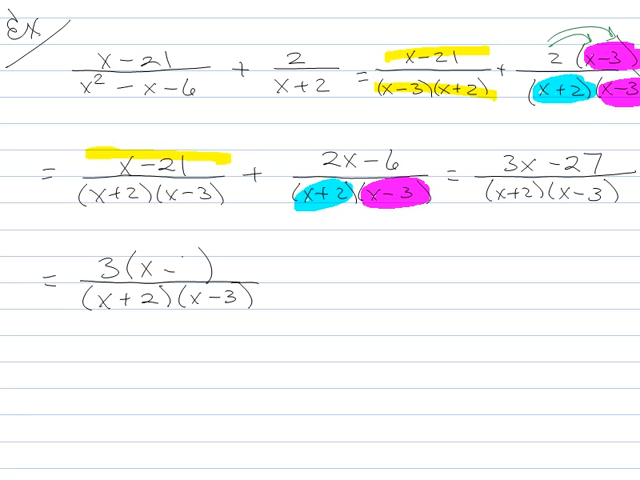 Ex
x - 21 / x² - x - 6 + 2 / x + 2 = x - 21 / (x - 3)(x + 2) + 2(x - 3) / (x + 2)(x - 3
= x - 21 / (x + 2)(x - 3) + 2x - 6 / (x + 2)(x - 3) = 3x - 27 / (x + 2)(x - 3)
= 3(x - ) / (x + 2)(x - 3)